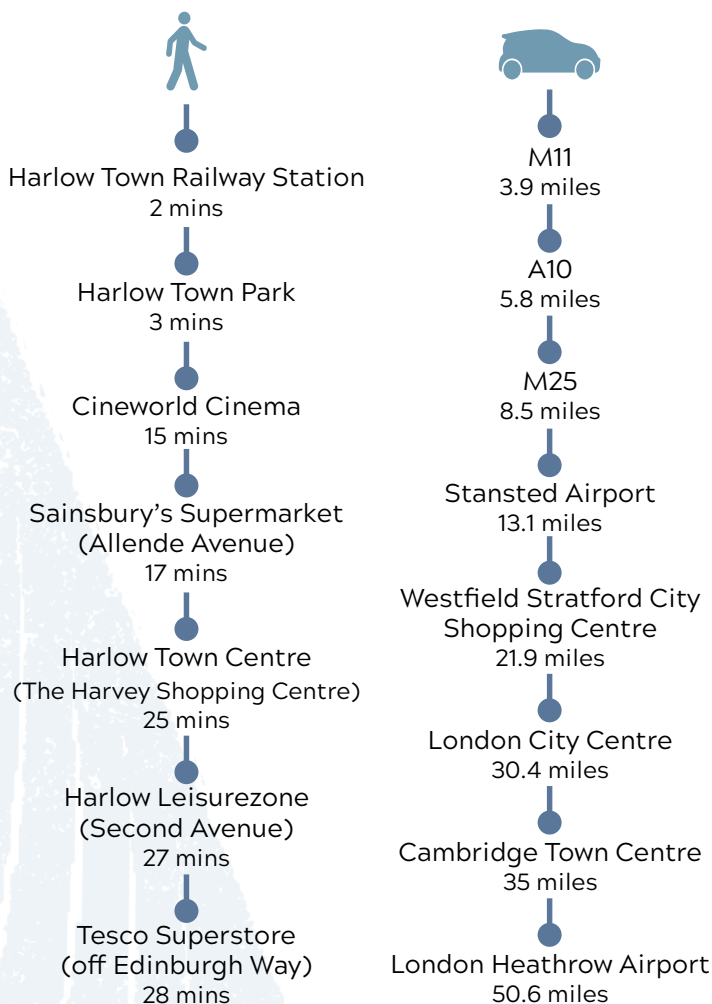 Harlow Town Railway Station
2 mins
Harlow Town Park
3 mins
Cineworld Cinema
15 mins
Sainsbury's Supermarket
(Allende Avenue)
17 mins
Harlow Town Centre
(The Harvey Shopping Centre)
25 mins
Harlow Leisurezone
(Second Avenue)
27 mins
Tesco Superstore
(off Edinburgh Way)
28 mins
M11
3.9 miles
A10
5.8 miles
M25
8.5 miles
Stansted Airport
13.1 miles
Westfield Stratford City
Shopping Centre
21.9 miles
London City Centre
30.4 miles
Cambridge Town Centre
35 miles
London Heathrow Airport
50.6 miles